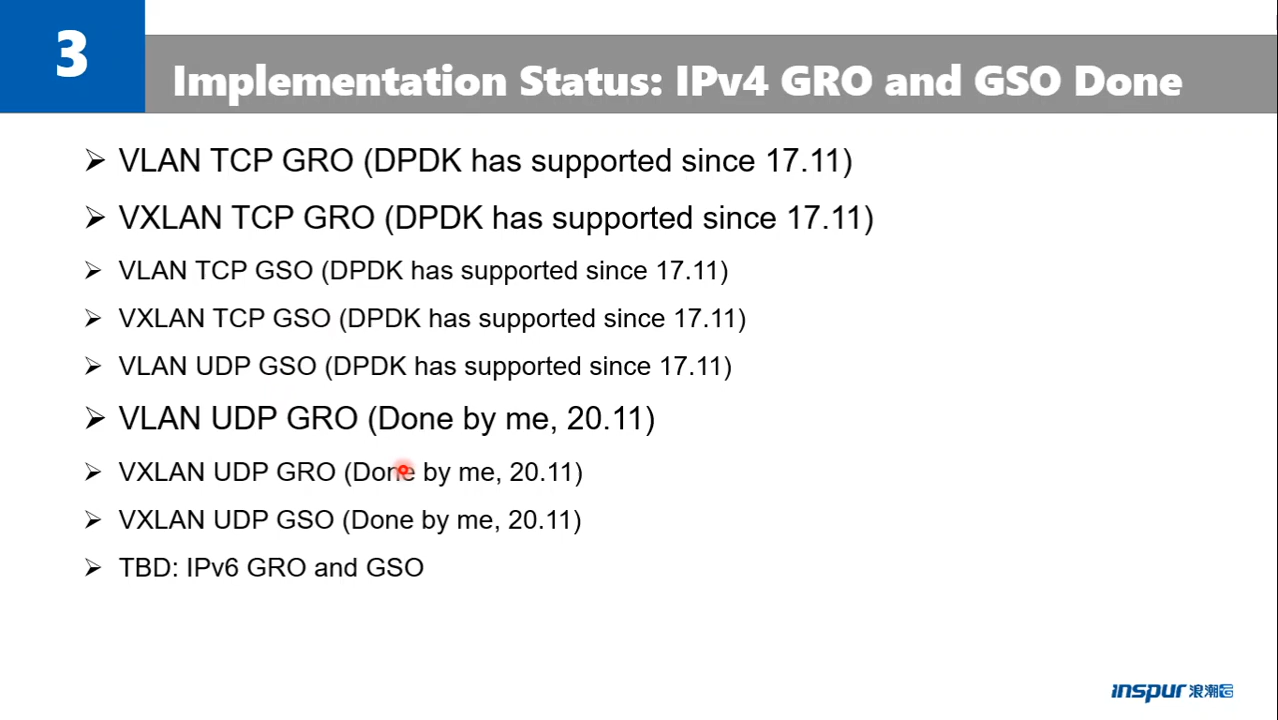 3
Implementation Status: IPv4 GRO and GSO Done
VLAN TCP GRO (DPDK has supported since 17.11)
VXLAN TCP GRO (DPDK has supported since 17.11)
VLAN TCP GSO (DPDK has supported since 17.11)
VXLAN TCP GSO (DPDK has supported since 17.11)
VLAN UDP GSO (DPDK has supported since 17.11)
VLAN UDP GRO (Done by me, 20.11)
VXLAN UDP GRO (Done by me, 20.11)
VXLAN UDP GSO (Done by me, 20.11)
TBD: IPv6 GRO and GSO
inspur 浪潮云